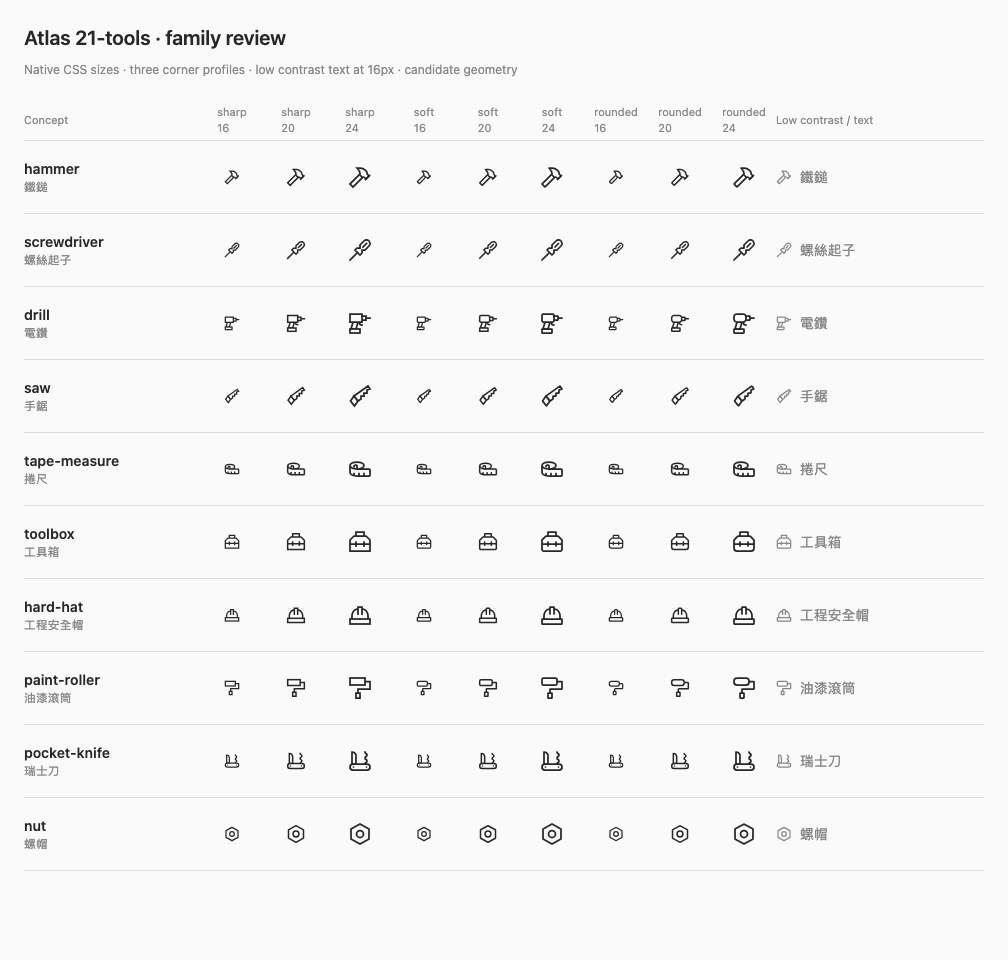 Atlas 21-tools · family review
Native CSS sizes · three corner profiles · low contrast text at 16px · candidate geometry
Concept sharp 16 sharp 20 sharp 24 soft 16 soft 20 soft 24 rounded 16 rounded 20 rounded 24 Low contrast / text
hammer
鐵鎚 鐵鎚
screwdriver
螺絲起子 螺絲起子
drill
電鑽 電鑽
saw
手鋸 手鋸
tape-measure
捲尺 捲尺
toolbox
工具箱 工具箱
hard-hat
工程安全帽 工程安全帽
paint-roller
油漆滾筒 油漆滾筒
pocket-knife
瑞士刀 瑞士刀
nut
螺帽 螺帽